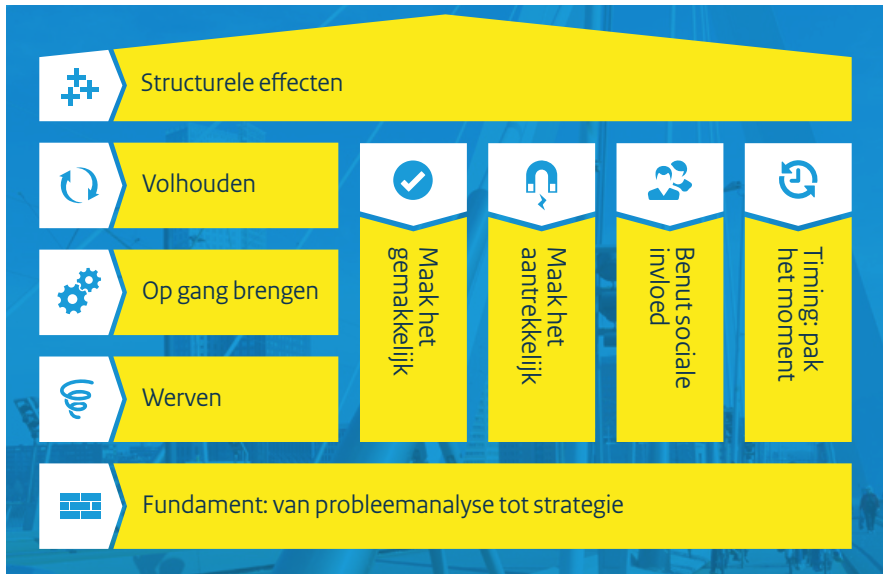 Structurele effecten
Volhouden
Op gang brengen
Werven
Maak het
gemakkelijk
Maak het
aantrekkelijk
Benut sociale
invloed
Timing: pak
het moment
Fundament: van probleemanalyse tot strategie